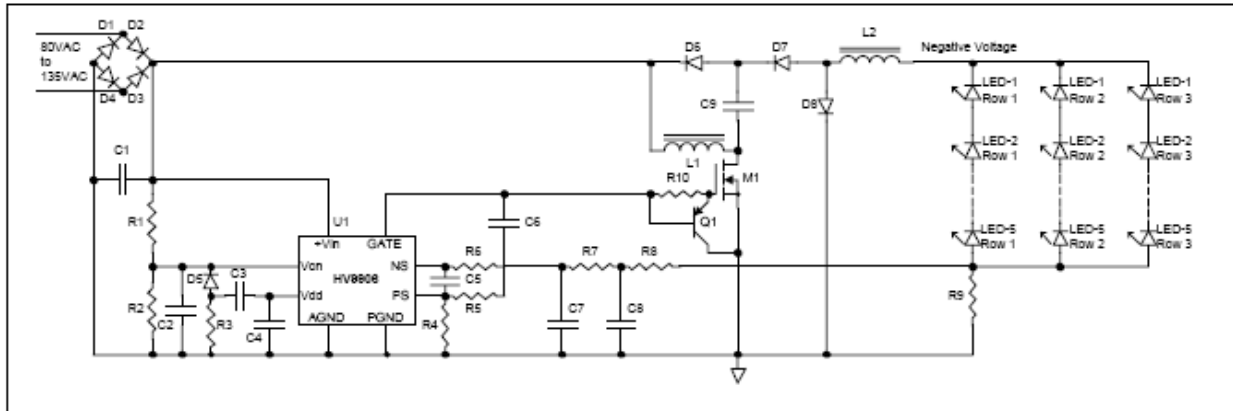 D1 D2
80VAC
to
135VAC
D4 D3
D6
D7
L2
Negative Voltage
D8
C9
L1
M1
R10
Q1
LED-1
Row 1
LED-1
Row 2
LED-1
Row 3
LED-2
Row 1
LED-2
Row 2
LED-2
Row 3
LED-5
Row 1
LED-5
Row 2
LED-5
Row 3
C1
R1
U1
+Vin GATE
Vcn NS
HV9906
Vdd PS
AGND PGND
C6
R6
C5
R5
R7
R8
D5
C3
R2
C2
R3
C4
R4
C7
C8
R9